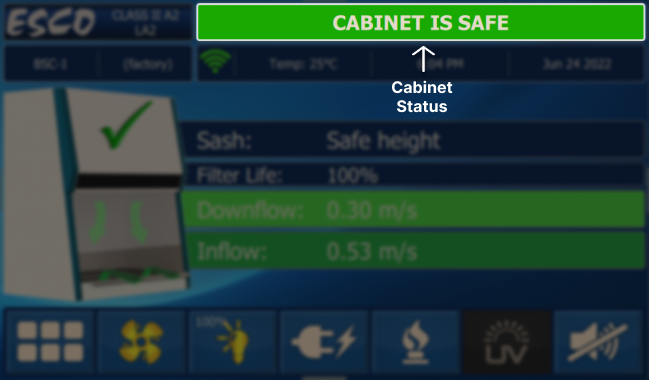 ESCO
CLASS II A2
LA2
CABINET IS SAFE
BSC-1
(factory)
Temp: 25°C
04 PM
Jun 24 2022
Cabinet
Status
Sash: Safe height
Filter Life: 100%
Downflow: 0.30 m/s
Inflow: 0.53 m/s
100%
UV